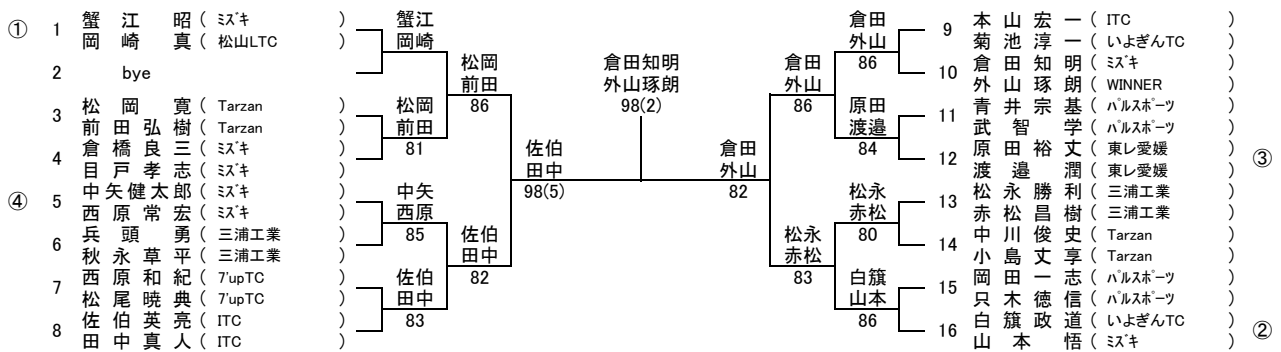 ① 1 蟹江 昭 ( ミズキ )
岡崎 真 ( 松山LTC )
2 bye
3 松岡 寛 ( Tarzan )
前田弘樹 ( Tarzan )
4 倉橋良三 ( ミズキ )
目戸孝志 ( ミズキ )
④ 5 中矢健太郎 ( ミズキ )
西原常宏 ( ミズキ )
6 兵頭 勇 ( 三浦工業 )
秋永草平 ( 三浦工業 )
7 西原和紀 ( 7'upTC )
松尾暁典 ( 7'upTC )
8 佐伯英亮 ( ITC )
田中真人 ( ITC )
蟹江
岡崎
松岡
前田
81
中矢
西原
85
佐伯
田中
83
松岡
前田
86
佐伯
田中
82
佐伯
田中
98(5)
倉田知明
外山琢朗
98(2)
倉田
外山
82
倉田
外山
86
松永
赤松
83
倉田
外山
86
原田
渡邉
84
松永
赤松
80
白籏
山本
86
9 本山宏一 ( ITC )
菊池淳一 ( いよぎんTC )
10 倉田知明 ( ミズキ )
外山琢朗 ( WINNER )
11 青井宗基 ( パルスポーツ )
武智 学 ( パルスポーツ )
12 原田裕丈 ( 東レ愛媛 ) ③
渡邉 潤 ( 東レ愛媛 )
13 松永勝利 ( 三浦工業 )
赤松昌樹 ( 三浦工業 )
14 中川俊史 ( Tarzan )
小島丈享 ( Tarzan )
15 岡田一志 ( パルスポーツ )
只木徳信 ( パルスポーツ )
16 白籏政道 ( いよぎんTC ) ②
山本 悟 ( ミズキ )